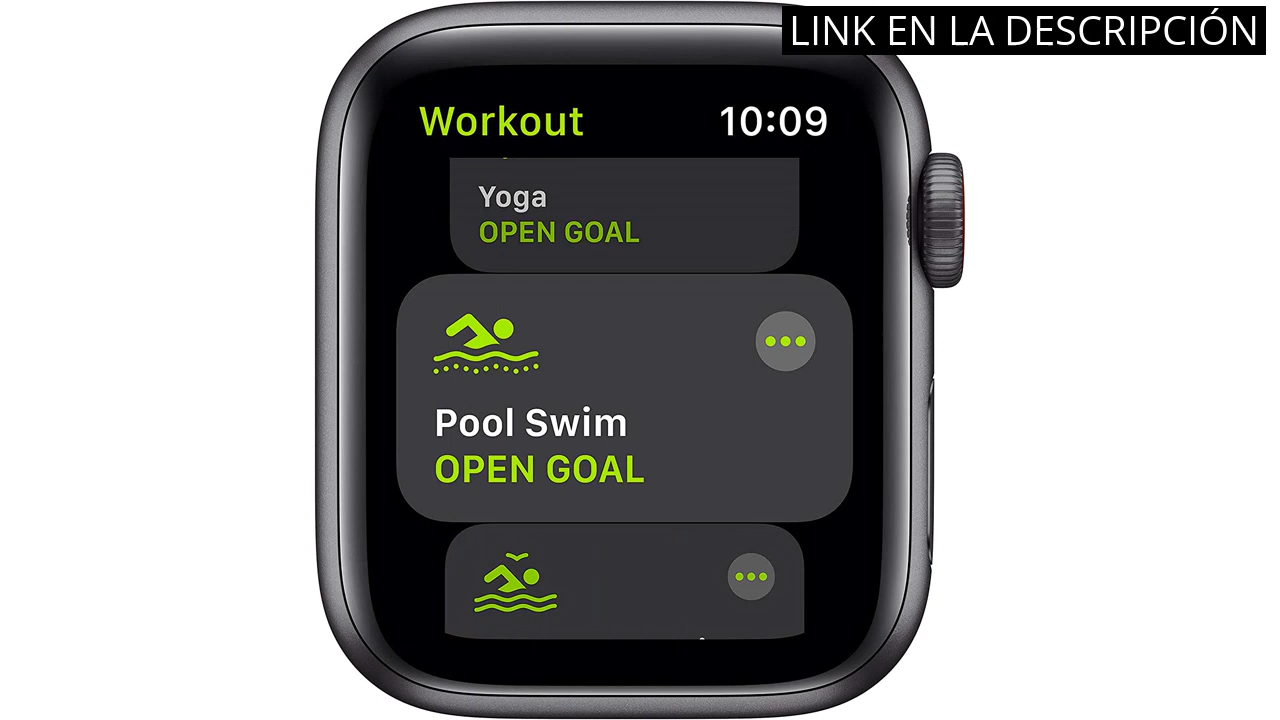 LINK EN LA DESCRIPCIÓN
Workout 10:09
Yoga
OPEN GOAL
Pool Swim
OPEN GOAL